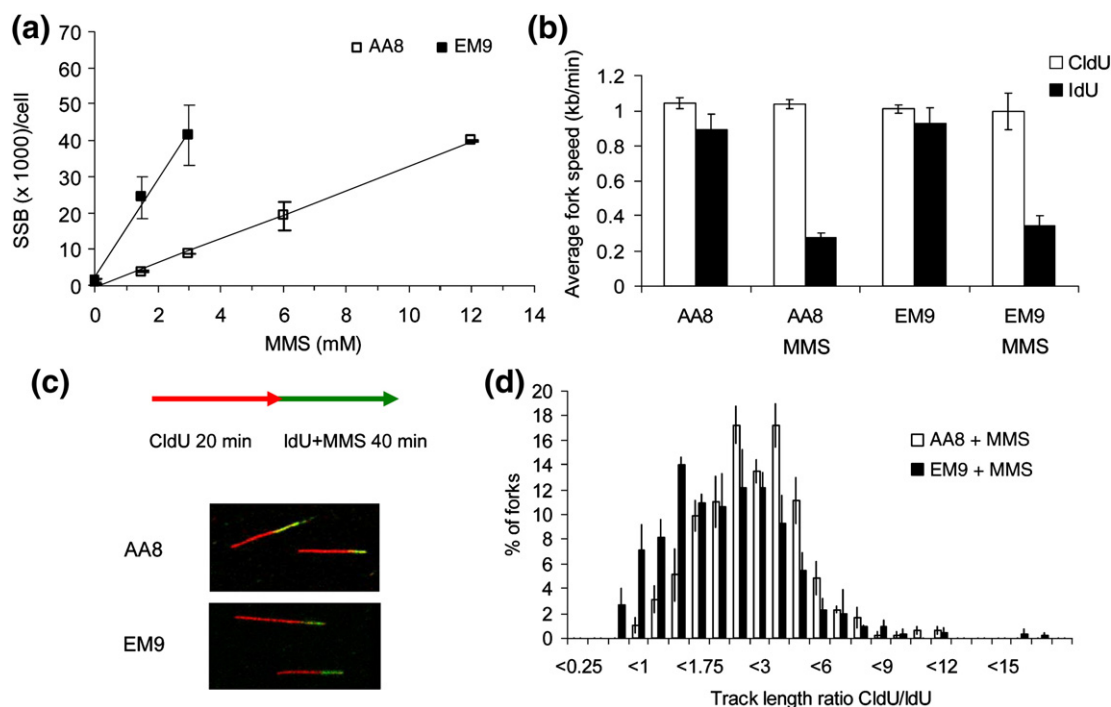 (a)
AA8 EM9
70
60
50
40
30
20
10
0
SSB (x 1000)/cell
0 2 4 6 8 10 12 14
MMS (mM)
(b)
CldU
IdU
1.2
1
0.8
0.6
0.4
0.2
0
Average fork speed (kb/min)
AA8 AA8 EM9 EM9
MMS MMS
(c)
CldU 20 min IdU+MMS 40 min
AA8
EM9
(d)
20
18
16
14
12
10
8
6
4
2
0
% of forks
AA8 + MMS
EM9 + MMS
<0.25 <1 <1.75 <3 <6 <9 <12 <15
Track length ratio CldU/IdU